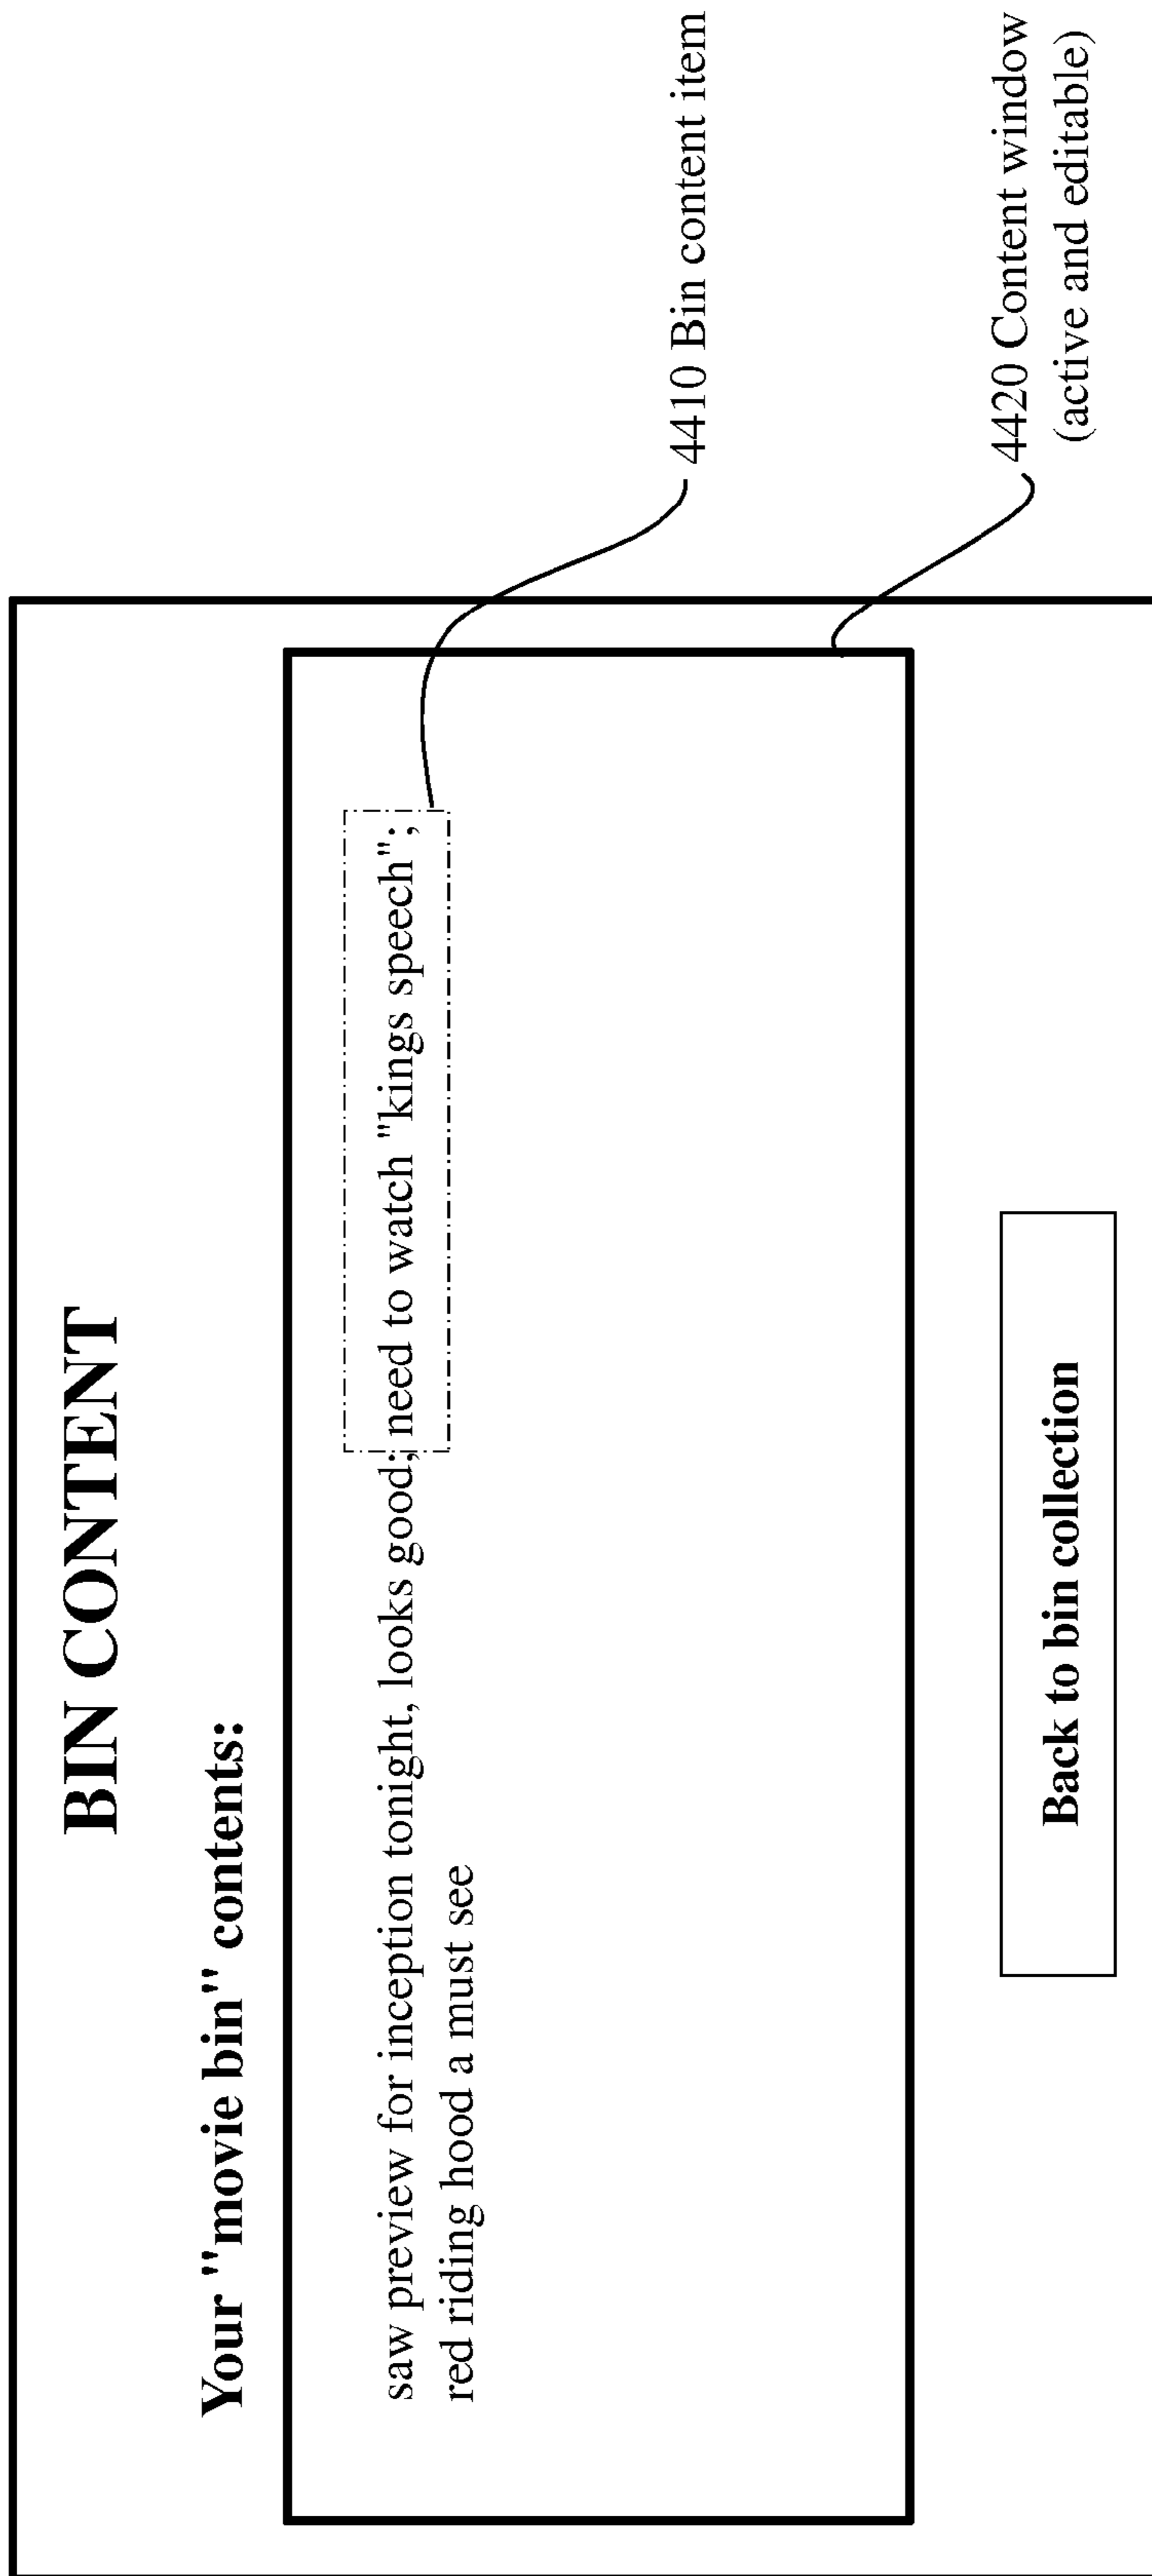 BIN CONTENT
Your "movie bin" contents:
saw preview for inception tonight, looks good; need to watch "kings speech";
red riding hood a must see
4410 Bin content item
4420 Content window
(active and editable)
Back to bin collection